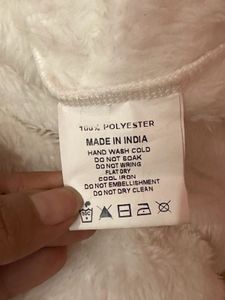 100% POLYESTER
MADE IN INDIA
HAND WASH COLD
DO NOT SOAK
DO NOT WRING
FLAT DRY
COOL IRON
DO NOT EMBELLISHMENT
DO NOT DRY CLEAN